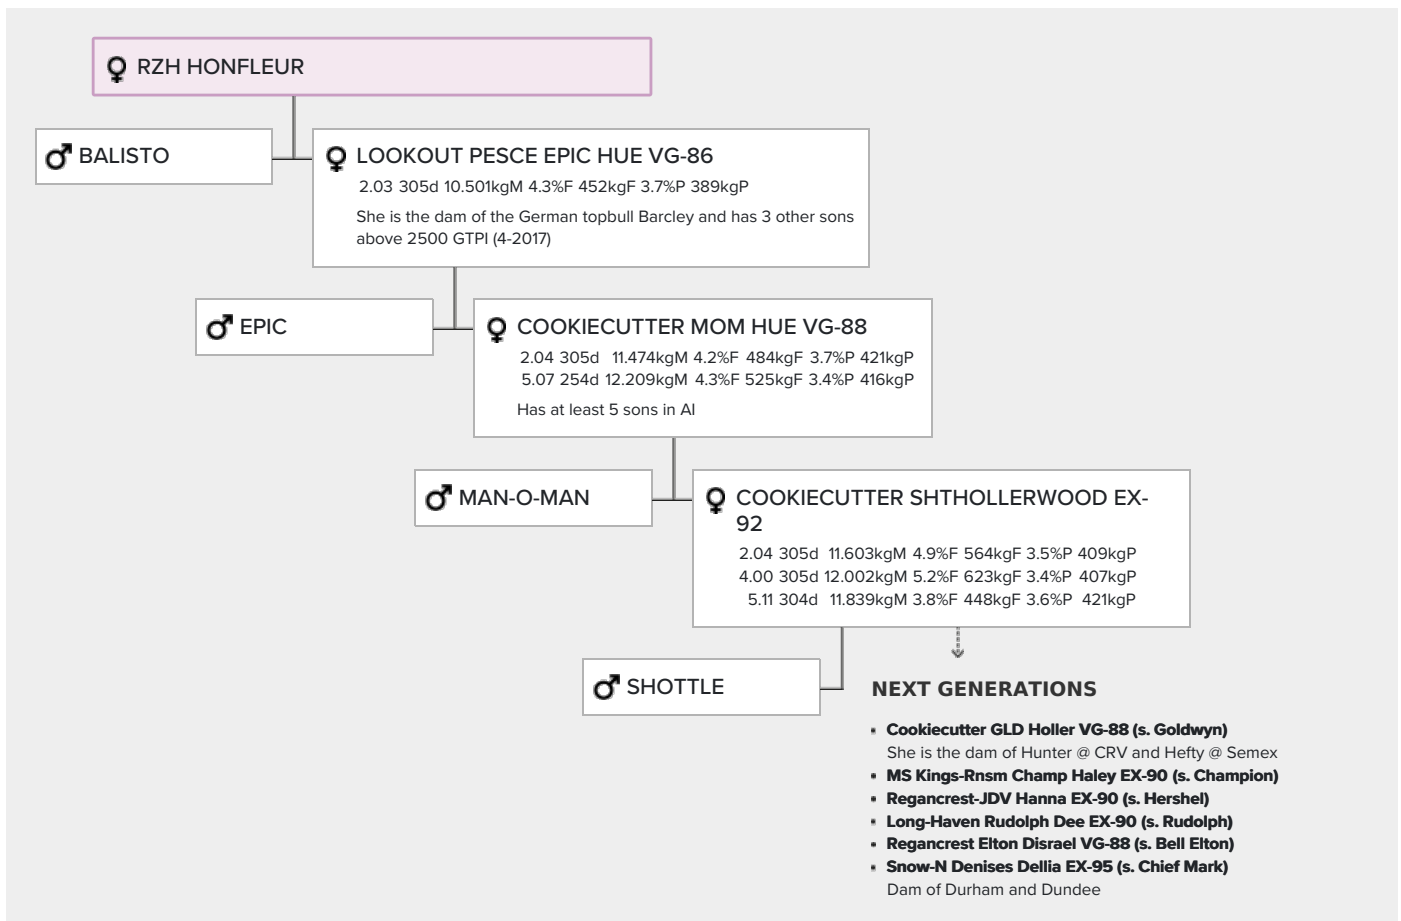 RZH HONFLEUR
BALISTO
LOOKOUT PESCE EPIC HUE VG-86
2.03 305d 10.501kgM 4.3%F 452kgF 3.7%P 389kgP
She is the dam of the German topbull Barcley and has 3 other sons
above 2500 GTPI (4-2017)
EPIC
COOKIECUTTER MOM HUE VG-88
2.04 305d 11.474kgM 4.2%F 484kgF 3.7%P 421kgP
5.07 254d 12.209kgM 4.3%F 525kgF 3.4%P 416kgP
Has at least 5 sons in AI
MAN-O-MAN
COOKIECUTTER SHTHOLLERWOOD EX-
92
2.04 305d 11.603kgM 4.9%F 564kgF 3.5%P 409kgP
4.00 305d 12.002kgM 5.2%F 623kgF 3.4%P 407kgP
5.11 304d 11.839kgM 3.8%F 448kgF 3.6%P 421kgP
SHOTTLE
NEXT GENERATIONS
Cookiecutter GLD Holler VG-88 (s. Goldwyn)
She is the dam of Hunter @ CRV and Hefty @ Semex
MS Kings-Rnsm Champ Haley EX-90 (s. Champion)
Regancrest-JDV Hanna EX-90 (s. Hershel)
Long-Haven Rudolph Dee EX-90 (s. Rudolph)
Regancrest Elton Disrael VG-88 (s. Bell Elton)
Snow-N Denises Dellia EX-95 (s. Chief Mark)
Dam of Durham and Dundee